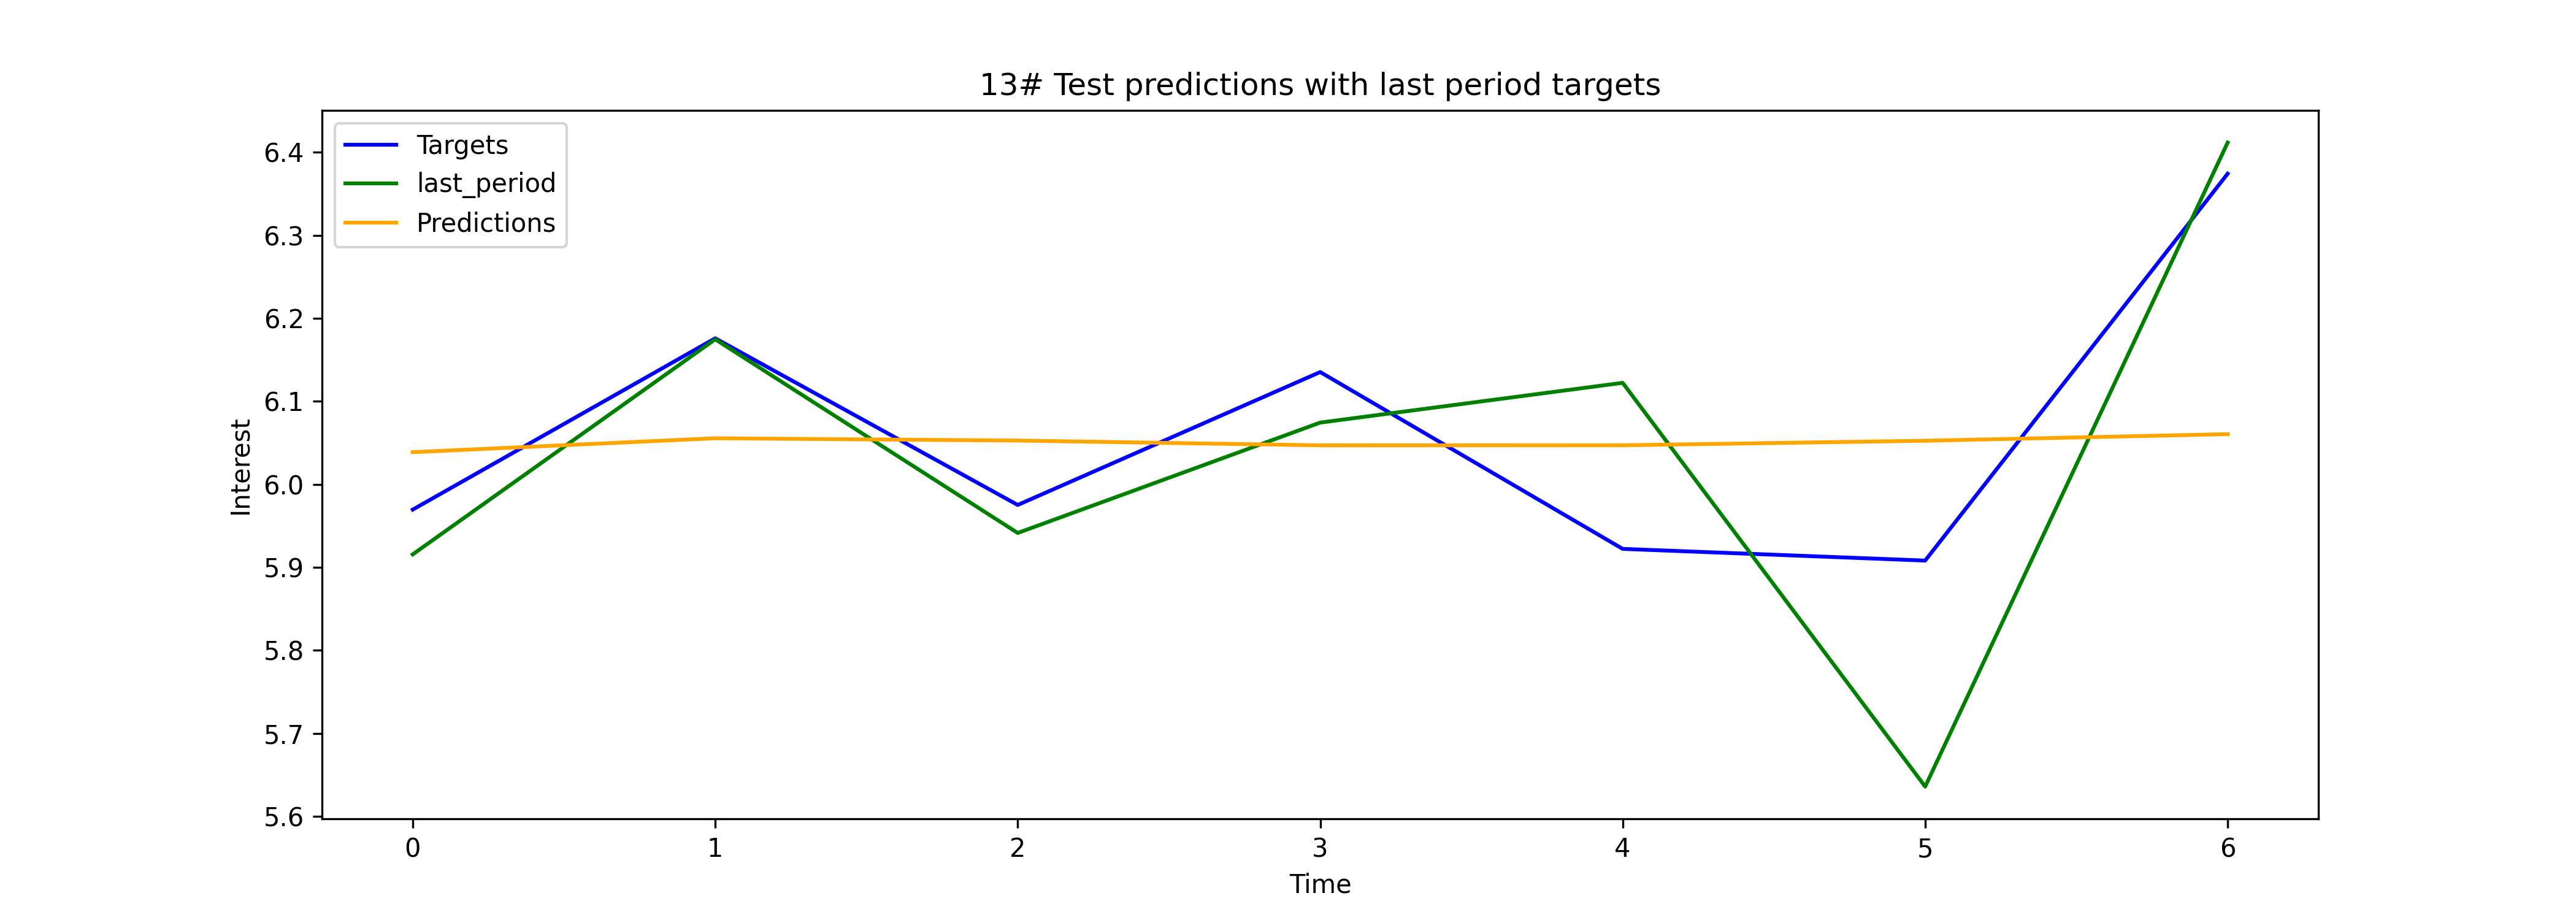 13# Test predictions with last period targets
Targets
last_period
Predictions
Interest
6.4
6.3
6.2
6.1
6.0
5.9
5.8
5.7
5.6
0 1 2 3 4 5 6
Time